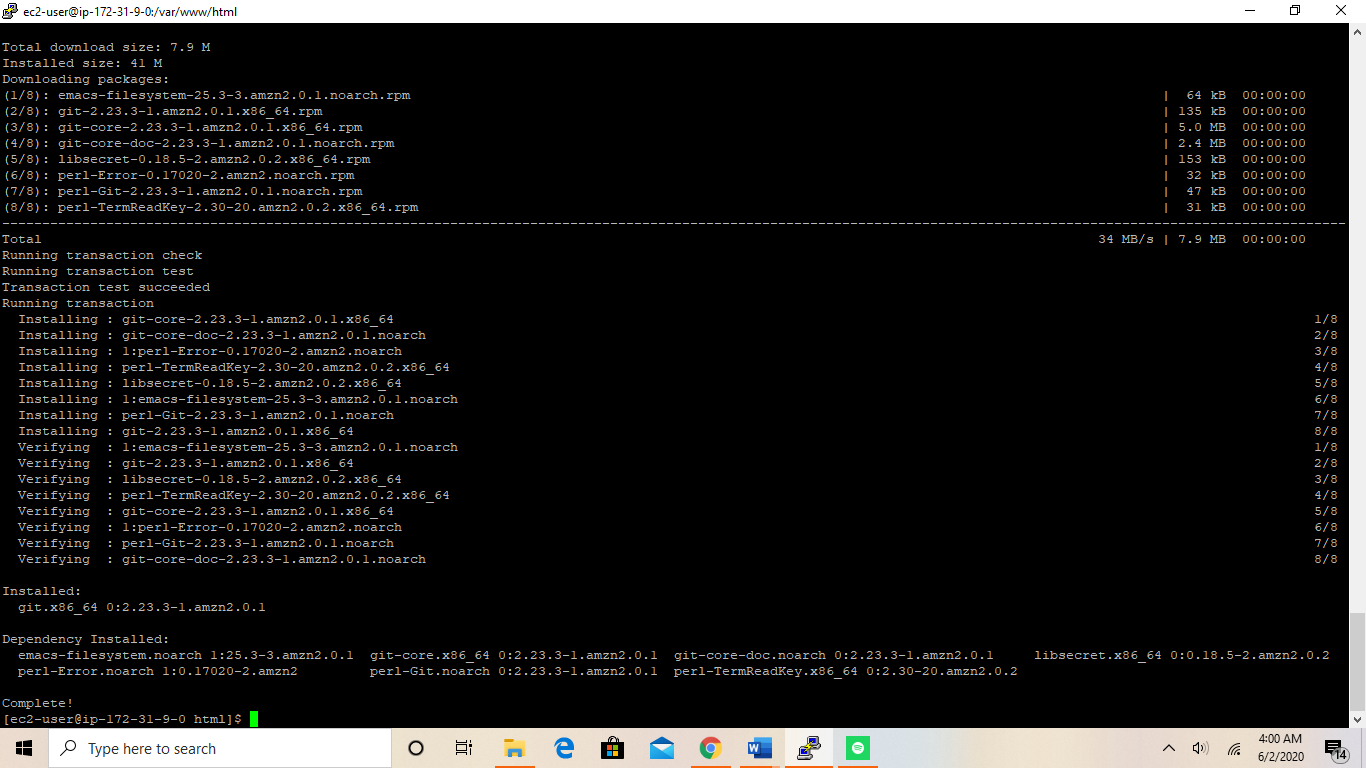 ec2-user@ip-172-31-9-0:/var/www/html
Total download size: 7.9 M
Installed size: 41 M
Downloading packages:
(1/8): emacs-filesystem-25.3-3.amzn2.0.1.noarch.rpm | 64 kB 00:00:00
(2/8): git-2.23.3-1.amzn2.0.1.x86_64.rpm | 135 kB 00:00:00
(3/8): git-core-2.23.3-1.amzn2.0.1.x86_64.rpm | 5.0 MB 00:00:00
(4/8): git-core-doc-2.23.3-1.amzn2.0.1.noarch.rpm | 2.4 MB 00:00:00
(5/8): libsecret-0.18.5-2.amzn2.0.2.x86_64.rpm | 153 kB 00:00:00
(6/8): perl-Error-0.17020-2.amzn2.noarch.rpm | 32 kB 00:00:00
(7/8): perl-Git-2.23.3-1.amzn2.0.1.noarch.rpm | 47 kB 00:00:00
(8/8): perl-TermReadKey-2.30-20.amzn2.0.2.x86_64.rpm | 31 kB 00:00:00
--------------------------------------------------------------------------------
Total 34 MB/s | 7.9 MB 00:00:00
Running transaction check
Running transaction test
Transaction test succeeded
Running transaction
Installing : git-core-2.23.3-1.amzn2.0.1.x86_64 1/8
Installing : git-core-doc-2.23.3-1.amzn2.0.1.noarch 2/8
Installing : 1:perl-Error-0.17020-2.amzn2.noarch 3/8
Installing : perl-TermReadKey-2.30-20.amzn2.0.2.x86_64 4/8
Installing : libsecret-0.18.5-2.amzn2.0.2.x86_64 5/8
Installing : 1:emacs-filesystem-25.3-3.amzn2.0.1.noarch 6/8
Installing : perl-Git-2.23.3-1.amzn2.0.1.noarch 7/8
Installing : git-2.23.3-1.amzn2.0.1.x86_64 8/8
Verifying : 1:emacs-filesystem-25.3-3.amzn2.0.1.noarch 1/8
Verifying : git-2.23.3-1.amzn2.0.1.x86_64 2/8
Verifying : libsecret-0.18.5-2.amzn2.0.2.x86_64 3/8
Verifying : perl-TermReadKey-2.30-20.amzn2.0.2.x86_64 4/8
Verifying : git-core-2.23.3-1.amzn2.0.1.x86_64 5/8
Verifying : 1:perl-Error-0.17020-2.amzn2.noarch 6/8
Verifying : perl-Git-2.23.3-1.amzn2.0.1.noarch 7/8
Verifying : git-core-doc-2.23.3-1.amzn2.0.1.noarch 8/8
Installed:
git.x86_64 0:2.23.3-1.amzn2.0.1
Dependency Installed:
emacs-filesystem.noarch 1:25.3-3.amzn2.0.1 git-core.x86_64 0:2.23.3-1.amzn2.0.1 git-core-doc.noarch 0:2.23.3-1.amzn2.0.1 libsecret.x86_64 0:0.18.5-2.amzn2.0.2
perl-Error.noarch 1:0.17020-2.amzn2 perl-Git.noarch 0:2.23.3-1.amzn2.0.1 perl-TermReadKey.x86_64 0:2.30-20.amzn2.0.2
Complete!
[ec2-user@ip-172-31-9-0 html]$
Type here to search
4:00 AM
6/2/2020
14